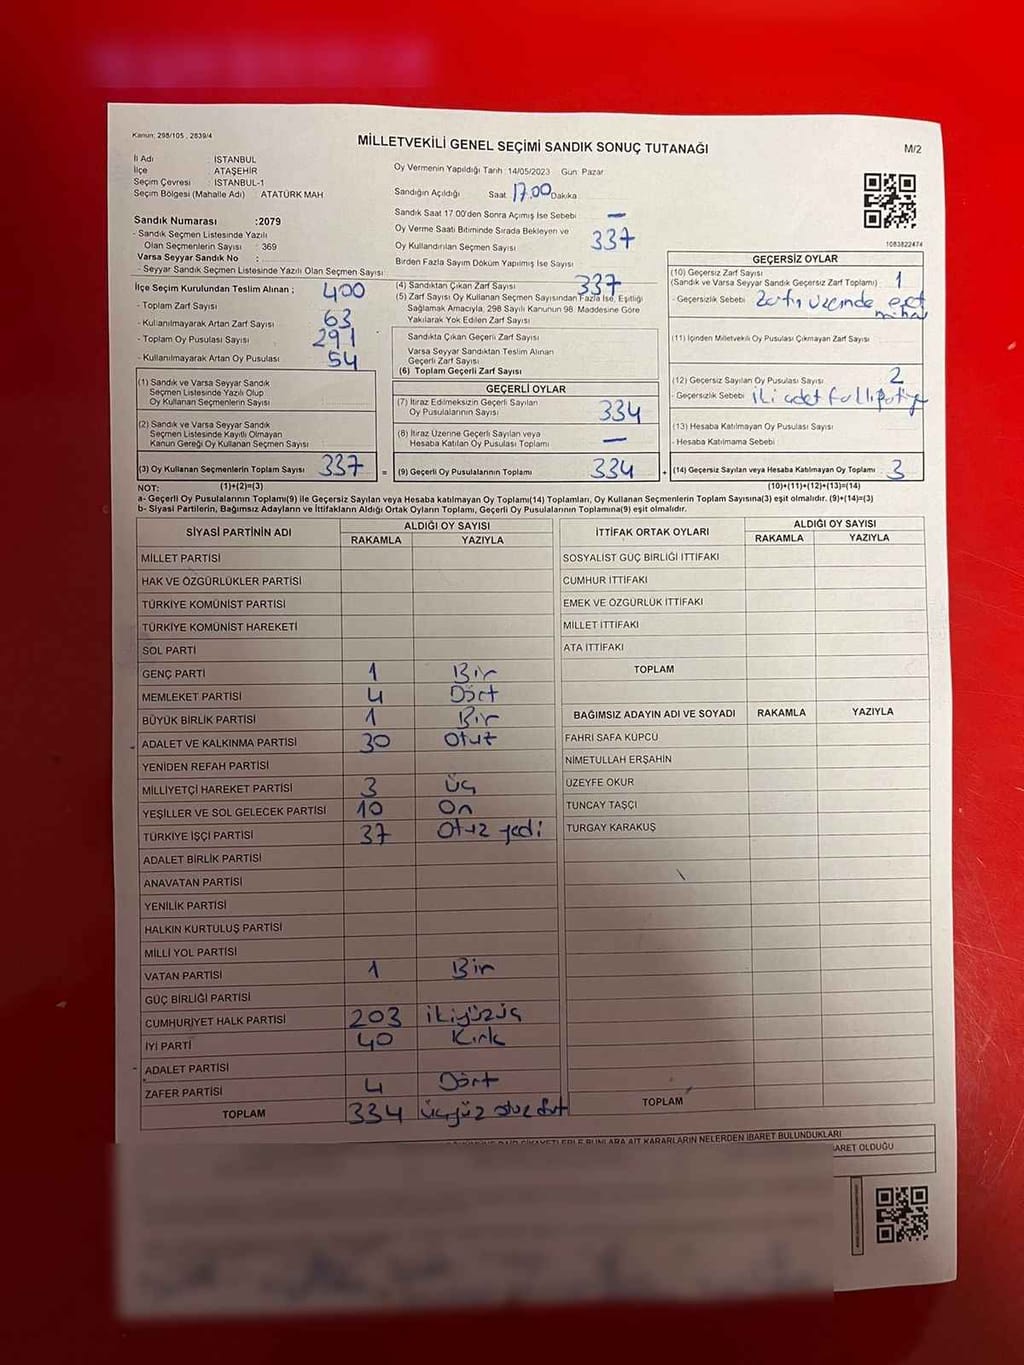 Kanun: 298/105 , 2839/4
MİLLETVEKİLİ GENEL SEÇİMİ SANDIK SONUÇ TUTANAĞI
M/2
İl Adı : İSTANBUL
İlçe : ATAŞEHİR
Seçim Çevresi : İSTANBUL-1
Seçim Bölgesi (Mahalle Adı) : ATATÜRK MAH
Sandık Numarası :2079
- Sandık Seçmen Listesinde Yazılı
Olan Seçmenlerin Sayısı : 369
Varsa Seyyar Sandık No :
- Seyyar Sandık Seçmen Listesinde Yazılı Olan Seçmen Sayısı:
Oy Vermenin Yapıldığı Tarih :14/05/2023 Gün: Pazar
Sandığın Açıldığı Saat 17.00 Dakika
Sandık Saat 17:00'den Sonra Açımış İse Sebebi —
Oy Verme Saati Bitiminde Sırada Bekleyen ve
Oy Kullandırılan Seçmen Sayısı 337
Birden Fazla Sayım Döküm Yapılmış İse Sayısı
1083822474
İlçe Seçim Kurulundan Teslim Alınan ;
- Toplam Zarf Sayısı 400
- Kullanılmayarak Artan Zarf Sayısı 63
- Toplam Oy Pusulası Sayısı 291
- Kullanılmayarak Artan Oy Pusulası 54
(1) Sandık ve Varsa Seyyar Sandık
Seçmen Listesinde Yazılı Olup
Oy Kullanan Seçmenlerin Sayısı :
(2) Sandık ve Varsa Seyyar Sandık
Seçmen Listesinde Kayıtlı Olmayan
Kanun Gereği Oy Kullanan Seçmen Sayısı :
(3) Oy Kullanan Seçmenlerin Toplam Sayısı : 337
(1)+(2)=(3)
(4) Sandıktan Çıkan Zarf Sayısı 337
(5) Zarf Sayısı Oy Kullanan Seçmen Sayısından Fazla İse, Eşitliği
Sağlamak Amacıyla, 298 Sayılı Kanunun 98. Maddesine Göre
Yakılarak Yok Edilen Zarf Sayısı
Sandıkta Çıkan Geçerli Zarf Sayısı
Varsa Seyyar Sandıktan Teslim Alınan
Geçerli Zarf Sayısı
(6) Toplam Geçerli Zarf Sayısı
GEÇERLİ OYLAR
(7) İtiraz Edilmeksizin Geçerli Sayılan
Oy Pusulasının Sayısı 334
(8) İtiraz Üzerine Geçerli Sayılan veya
Hesaba Katılan Oy Pusulası Toplamı —
= (9) Geçerli Oy Pusulalarının Toplamı 334
GEÇERSİZ OYLAR
(10) Geçersiz Zarf Sayısı
(Sandık ve Varsa Seyyar Sandık Geçersiz Zarf Toplamı) : 1
- Geçersizlik Sebebi : Zarfın üzerinde evet
(11) İçinden Milletvekili Oy Pusulası Çıkmayan Zarf Sayısı :
(12) Geçersiz Sayılan Oy Pusulası Sayısı : 2
- Geçersizlik Sebebi : iki adet
(13) Hesaba Katılmayan Oy Pusulası Sayısı :
- Hesaba Katılmama Sebebi :
+ (14) Geçersiz Sayılan veya Hesaba Katılmayan Oy Toplamı : 3
(10)+(11)+(12)+(13)=(14)
NOT:
a- Geçerli Oy Pusulalarının Toplamı(9) ile Geçersiz Sayılan veya Hesaba katılmayan Oy Toplamı(14) Toplamları, Oy Kullanan Seçmenlerin Toplam Sayısına(3) eşit olmalıdır. (9)+(14)=(3)
b- Siyasi Partilerin, Bağımsız Adayların ve İttifakların Aldığı Ortak Oyların Toplamı, Geçerli Oy Pusulalarının Toplamına(9) eşit olmalıdır.
SİYASİ PARTİNİN ADI ALDIĞI OY SAYISI
RAKAMLA YAZIYLA
MİLLET PARTİSİ
HAK VE ÖZGÜRLÜKLER PARTİSİ
TÜRKİYE KOMÜNİST PARTİSİ
TÜRKİYE KOMÜNİST HAREKETİ
SOL PARTİ
GENÇ PARTİ 1 Bir
MEMLEKET PARTİSİ 4 Dört
BÜYÜK BİRLİK PARTİSİ 1 Bir
ADALET VE KALKINMA PARTİSİ 30 Otuz
YENİDEN REFAH PARTİSİ
MİLLİYETÇİ HAREKET PARTİSİ 3 Üç
YEŞİLLER VE SOL GELECEK PARTİSİ 10 On
TÜRKİYE İŞÇİ PARTİSİ 37 Otuz yedi
ADALET BİRLİK PARTİSİ
ANAVATAN PARTİSİ
YENİLİK PARTİSİ
HALKIN KURTULUŞ PARTİSİ
MİLLİ YOL PARTİSİ
VATAN PARTİSİ 1 Bir
GÜÇ BİRLİĞİ PARTİSİ
CUMHURİYET HALK PARTİSİ 203 ikiyüzüç
İYİ PARTİ 40 Kırk
ADALET PARTİSİ
ZAFER PARTİSİ 4 Dört
TOPLAM 334 üçyüz otuz dört
İTTİFAK ORTAK OYLARI ALDIĞI OY SAYISI
RAKAMLA YAZIYLA
SOSYALİST GÜÇ BİRLİĞİ İTTİFAKI
CUMHUR İTTİFAKI
EMEK VE ÖZGÜRLÜK İTTİFAKI
MİLLET İTTİFAKI
ATA İTTİFAKI
TOPLAM
BAĞIMSIZ ADAYIN ADI VE SOYADI RAKAMLA YAZIYLA
FAHRİ SAFA KÜPCÜ
NİMETULLAH ERŞAHİN
ÜZEYFE OKUR
TUNCAY TAŞÇI
TURGAY KARAKUŞ
TOPLAM
KARARLARIN NELERDEN İBARET BULUNDUKLARI
OLDUĞU